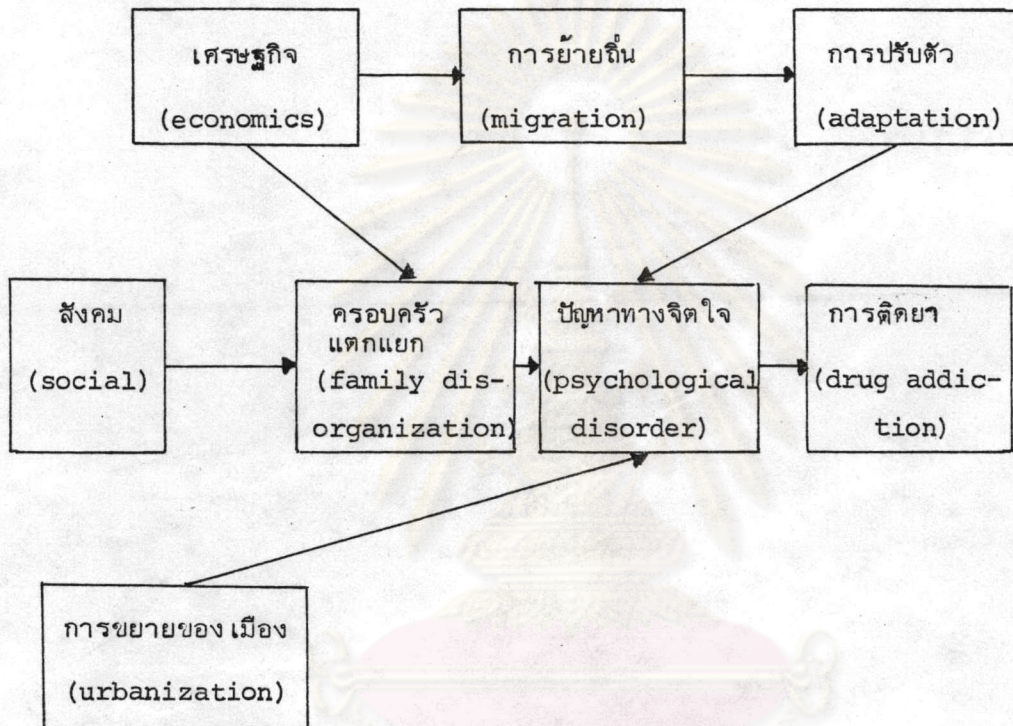 เศรษฐกิจ
(economics)
การย้ายถิ่น
(migration)
การปรับตัว
(adaptation)
สังคม
(social)
ครอบครัว
แตกแยก
(family dis-
organization)
ปัญหาทางจิตใจ
(psychological
disorder)
การติดยา
(drug addic-
tion)
การขยายของเมือง
(urbanization)